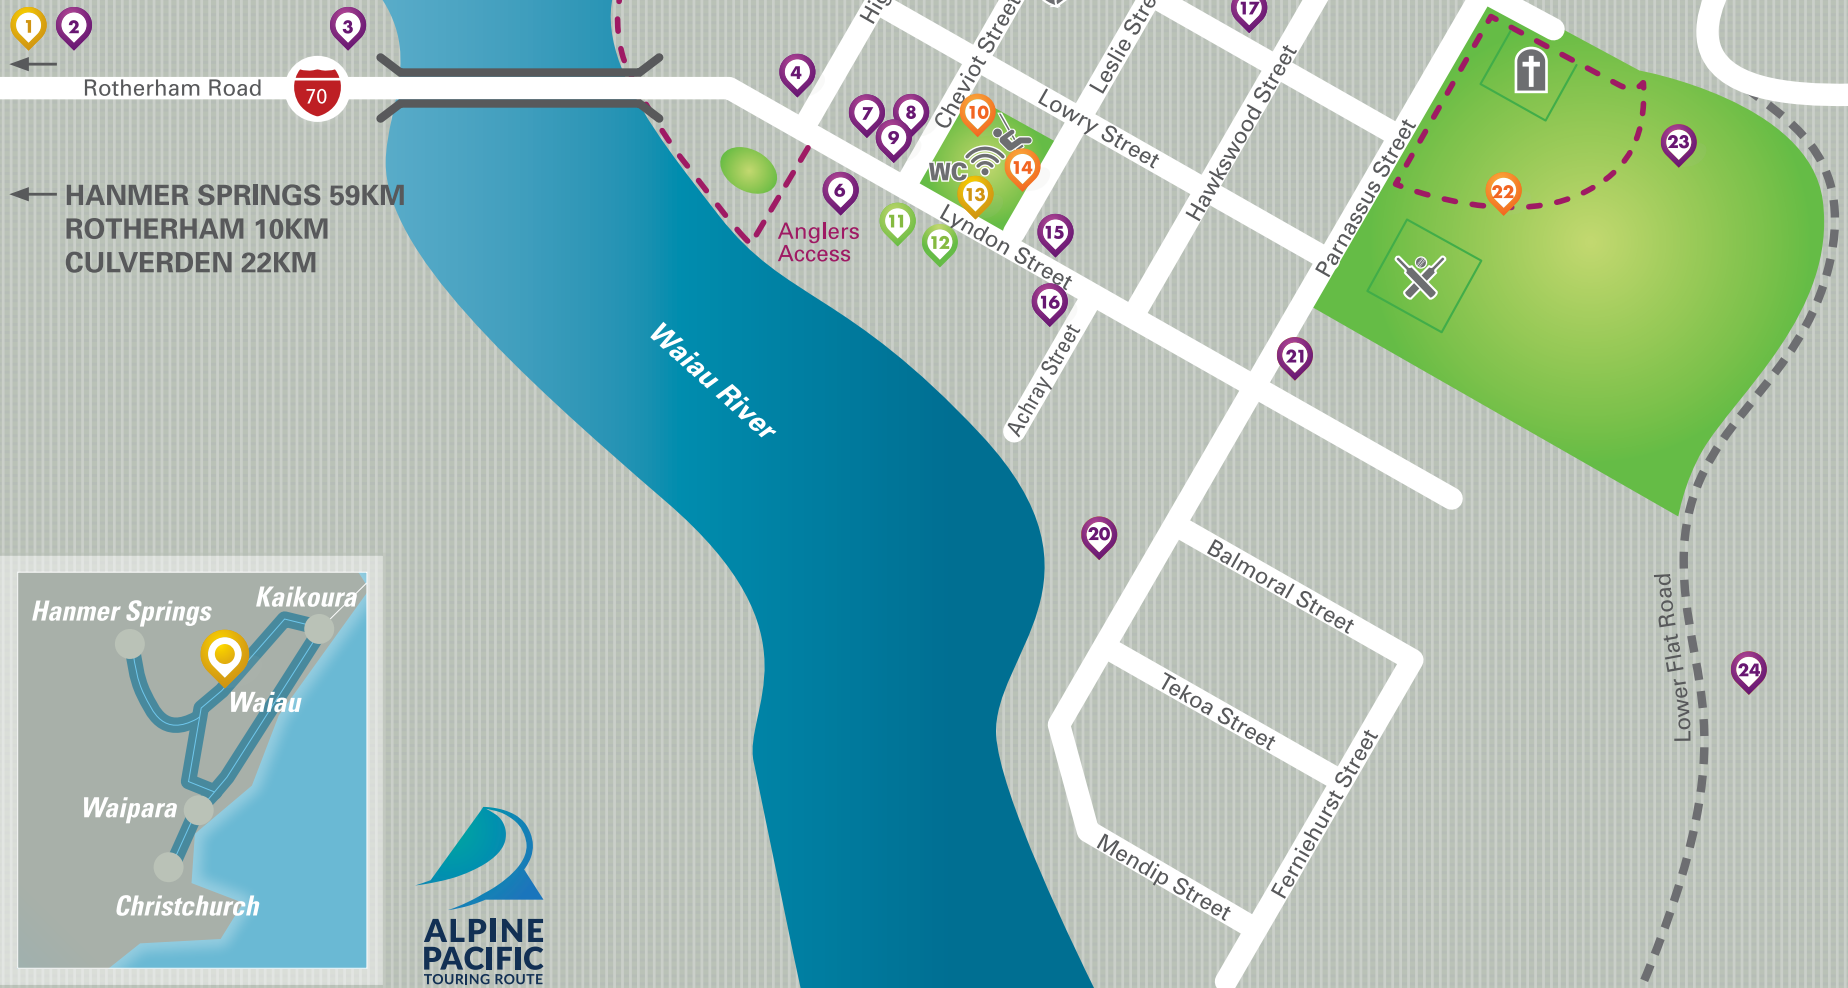 1
2
3
4
17
Rotherham Road
70
7
8
9
10
WC
13
14
6
11
12
15
16
Cheviot Street
Leslie
Lowry Street
Hawkswood Street
Parnassus Street
Lyndon Street
Achray Street
22
23
21
20
24
HANMER SPRINGS 59KM
ROTHERHAM 10KM
CULVERDEN 22KM
Anglers
Access
Waiau River
Balmoral Street
Tekoa Street
Mendip Street
Ferniehurst Street
Lower Flat Road
Hanmer Springs
Kaikoura
Waiau
Waipara
Christchurch
ALPINE
PACIFIC
TOURING ROUTE